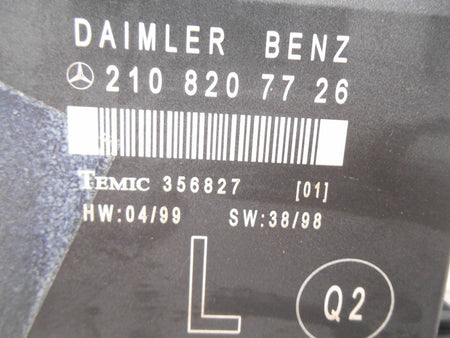 DAIMLER BENZ
210 820 77 26
TEMIC 356827 [01]
HW:04/99 SW:38/98
L Q2